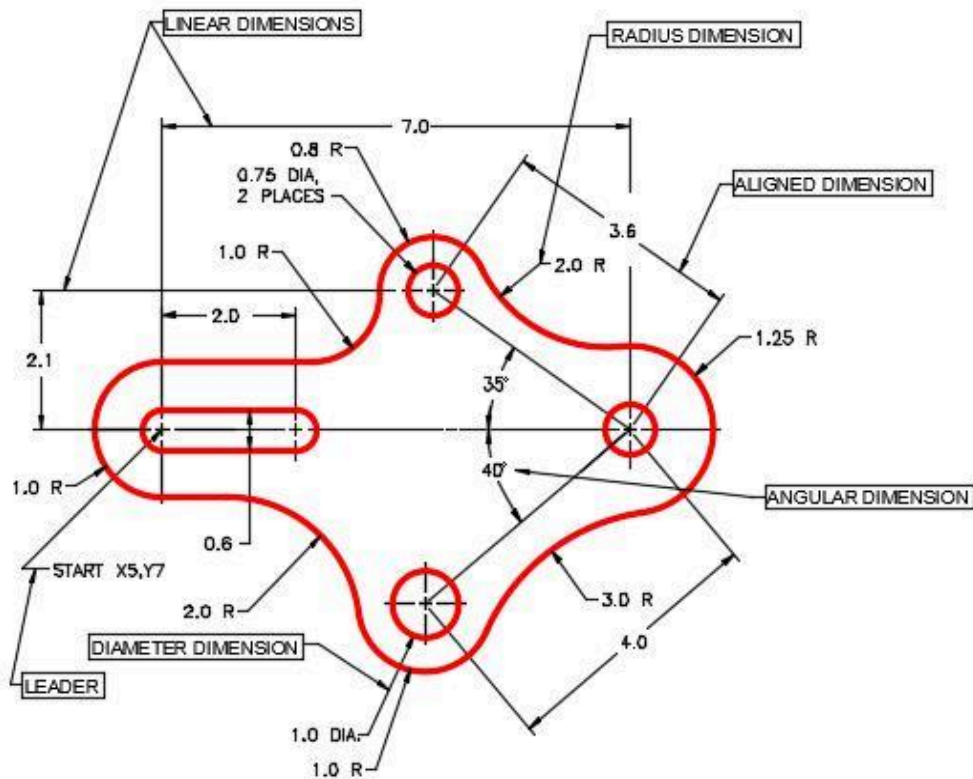 LINEAR DIMENSIONS
RADIUS DIMENSION
7.0
0.8 R
0.75 DIA,
2 PLACES
ALIGNED DIMENSION
3.6
1.0 R
2.0 R
2.0
1.25 R
2.1
35°
40°
1.0 R
ANGULAR DIMENSION
0.6
START X5,Y7
2.0 R
3.0 R
4.0
DIAMETER DIMENSION
LEADER
1.0 DIA.
1.0 R